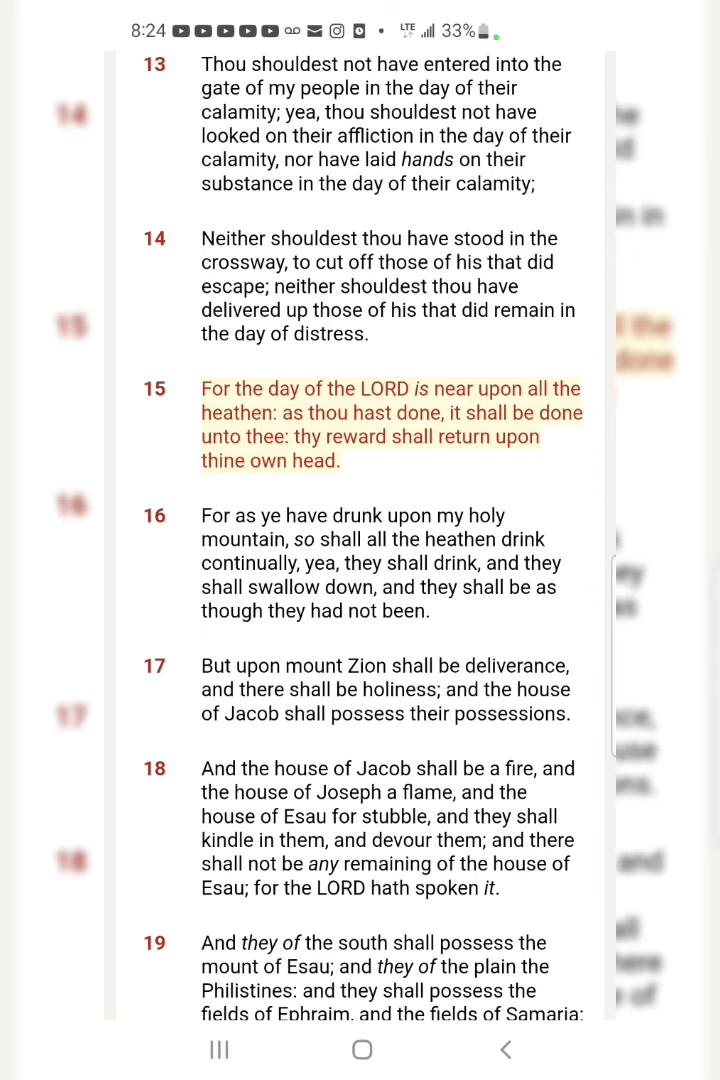 8:24 LTE 33%
13 Thou shouldest not have entered into the
gate of my people in the day of their
calamity; yea, thou shouldest not have
looked on their affliction in the day of their
calamity, nor have laid hands on their
substance in the day of their calamity;
14 Neither shouldest thou have stood in the
crossway, to cut off those of his that did
escape; neither shouldest thou have
delivered up those of his that did remain in
the day of distress.
15 For the day of the LORD is near upon all the
heathen: as thou hast done, it shall be done
unto thee: thy reward shall return upon
thine own head.
16 For as ye have drunk upon my holy
mountain, so shall all the heathen drink
continually, yea, they shall drink, and they
shall swallow down, and they shall be as
though they had not been.
17 But upon mount Zion shall be deliverance,
and there shall be holiness; and the house
of Jacob shall possess their possessions.
18 And the house of Jacob shall be a fire, and
the house of Joseph a flame, and the
house of Esau for stubble, and they shall
kindle in them, and devour them; and there
shall not be any remaining of the house of
Esau; for the LORD hath spoken it.
19 And they of the south shall possess the
mount of Esau; and they of the plain the
Philistines: and they shall possess the
fields of Ephraim, and the fields of Samaria: